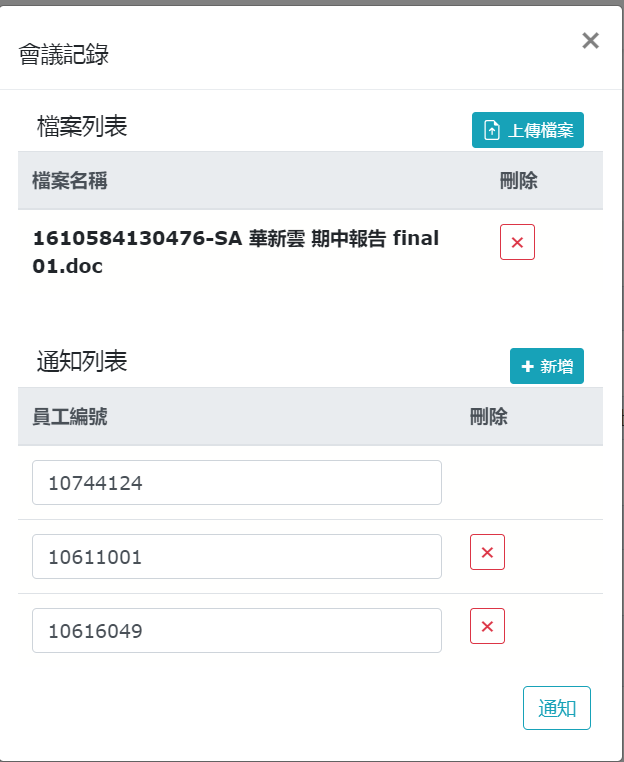 會議記錄
檔案列表
上傳檔案
檔案名稱 刪除
1610584130476-SA 華新雲 期中報告 final
01.doc
通知列表
新增
員工編號 刪除
10744124
10611001
10616049
通知